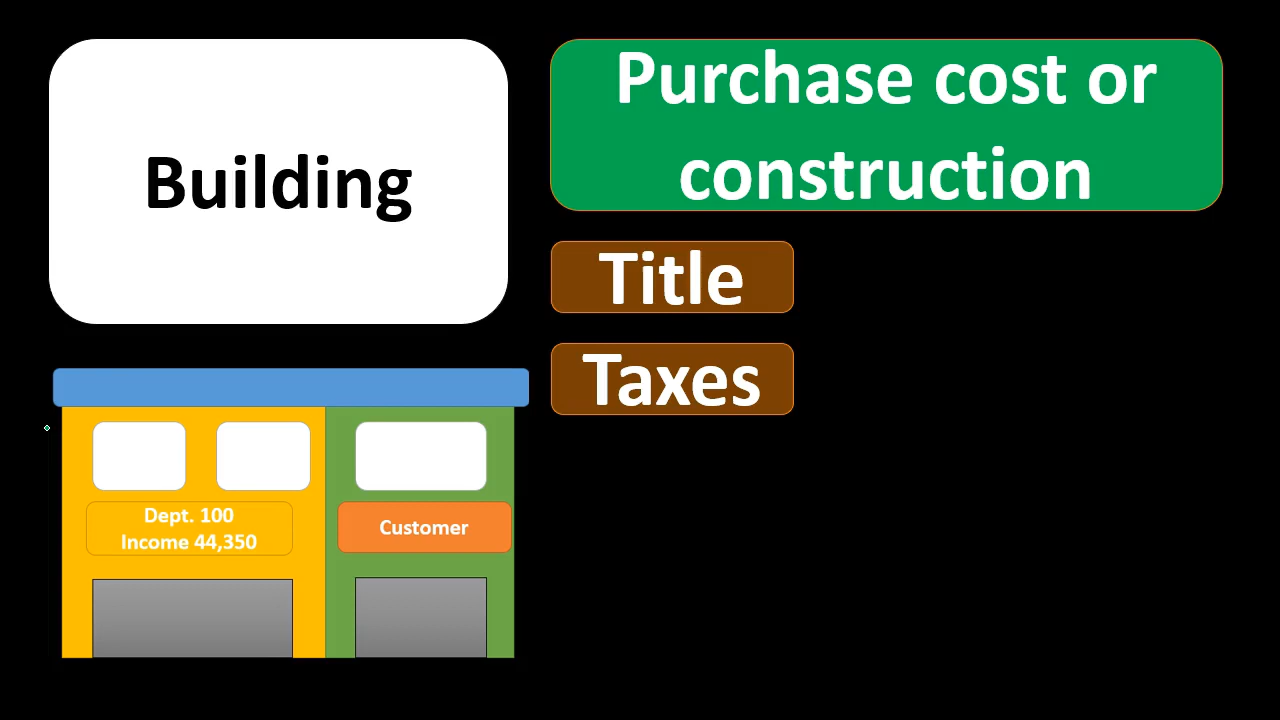 Building
Purchase cost or
construction
Title
Taxes
Dept. 100
Income 44,350
Customer